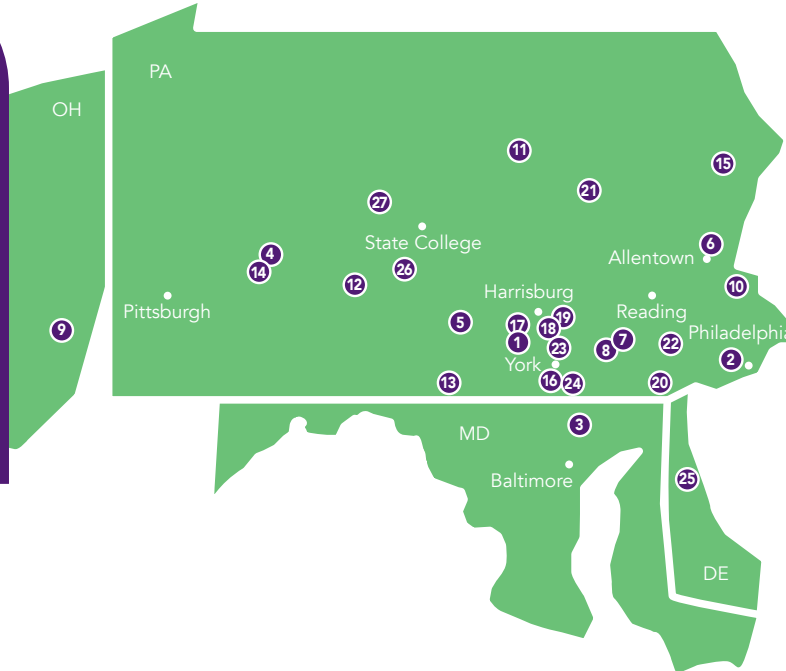 PA
OH
11
15
21
27
State College
6
Allentown
4
14
26
12
10
Harrisburg
Reading
Pittsburgh
9
5
17
19
18
1
23
8
7
22
Philadelphia
2
York
13
16
24
20
MD
3
Baltimore
25
DE